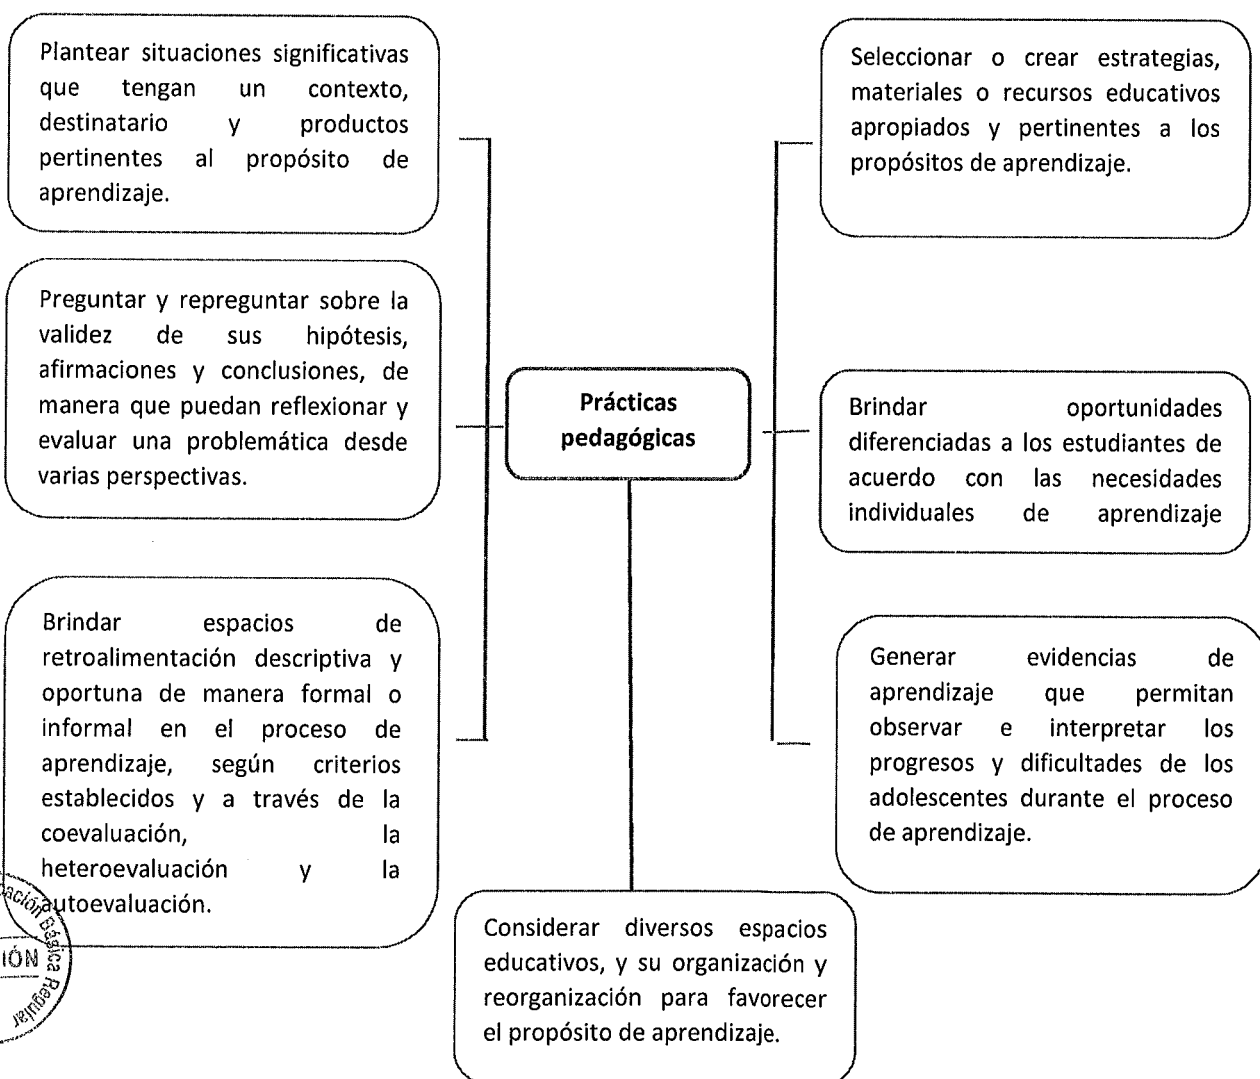 Plantear situaciones significativas
que tengan un contexto,
destinatario y productos
pertinentes al propósito de
aprendizaje.
Preguntar y repreguntar sobre la
validez de sus hipótesis,
afirmaciones y conclusiones, de
manera que puedan reflexionar y
evaluar una problemática desde
varias perspectivas.
Brindar espacios de
retroalimentación descriptiva y
oportuna de manera formal o
informal en el proceso de
aprendizaje, según criterios
establecidos y a través de la
coevaluación, la
heteroevaluación y la
autoevaluación.
Prácticas
pedagógicas
Seleccionar o crear estrategias,
materiales o recursos educativos
apropiados y pertinentes a los
propósitos de aprendizaje.
Brindar oportunidades
diferenciadas a los estudiantes de
acuerdo con las necesidades
individuales de aprendizaje
Generar evidencias de
aprendizaje que permitan
observar e interpretar los
progresos y dificultades de los
adolescentes durante el proceso
de aprendizaje.
Considerar diversos espacios
educativos, y su organización y
reorganización para favorecer
el propósito de aprendizaje.
Básica Regular
IÓN